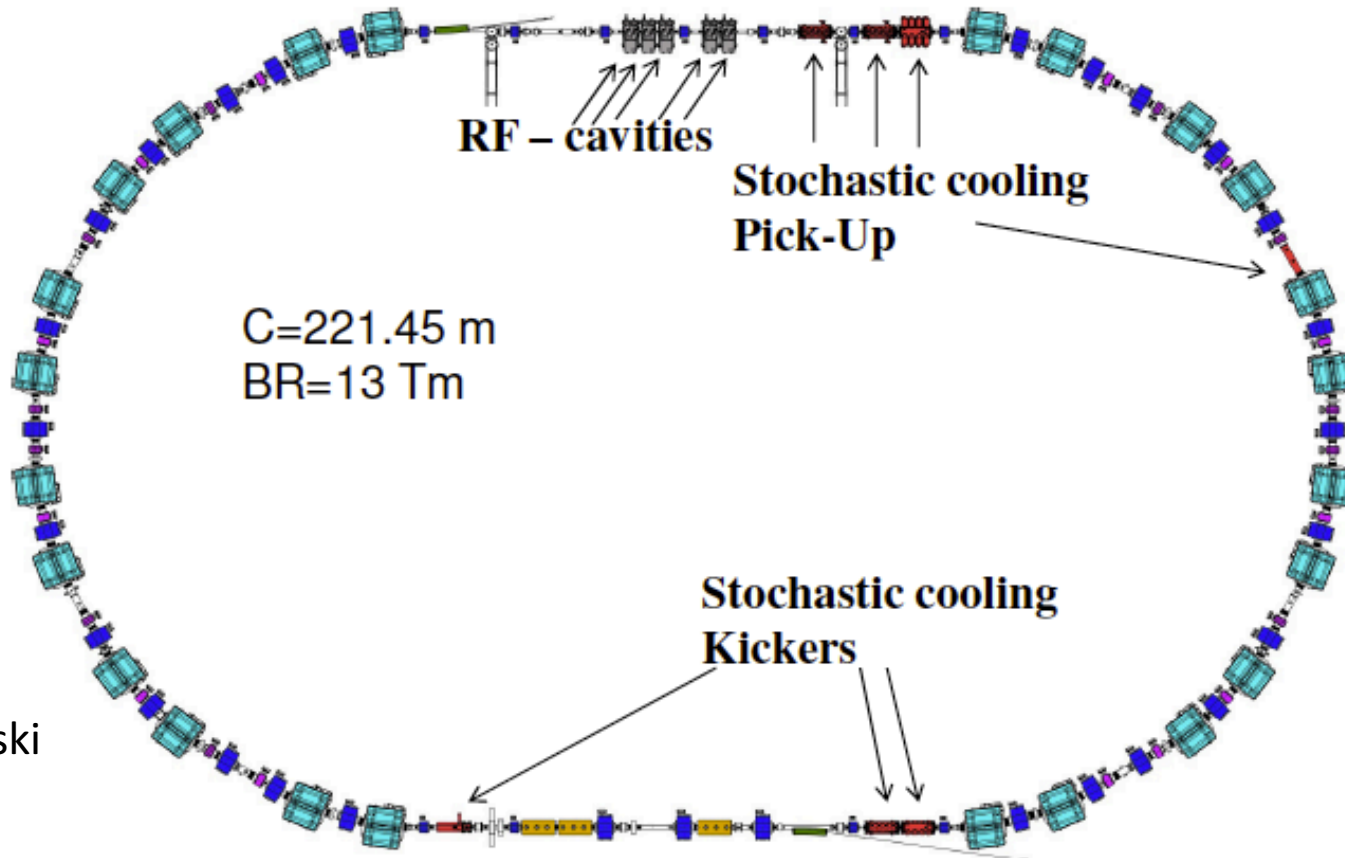 RF – cavities
Stochastic cooling
Pick-Up
C=221.45 m
BR=13 Tm
Stochastic cooling
Kickers
ski